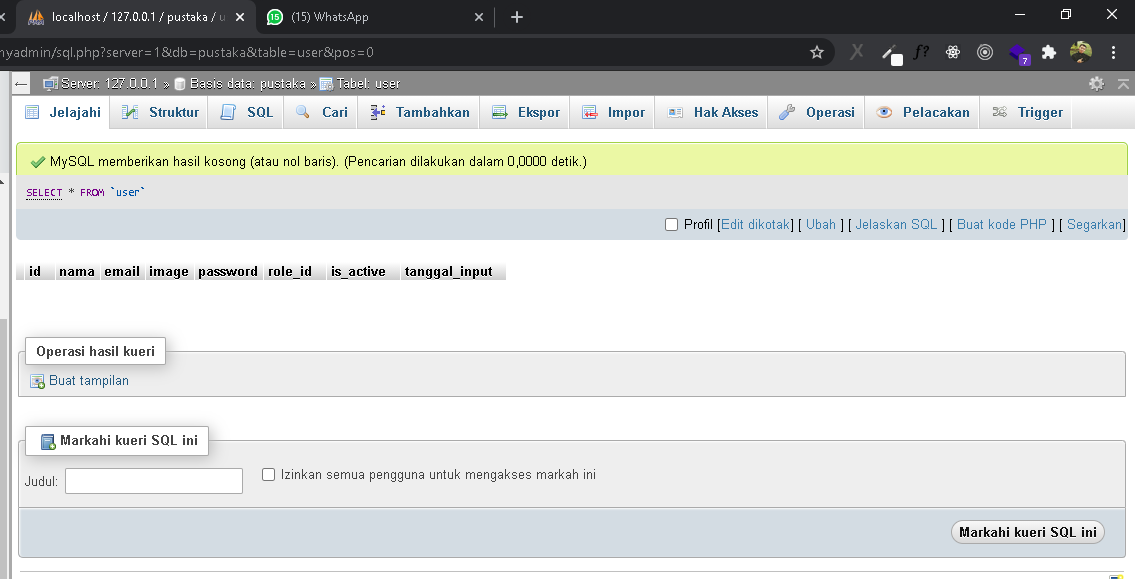 localhost / 127.0.0.1 / pustaka / u
(15) WhatsApp
nyadmin/sql.php?server=1&db=pustaka&table=user&pos=0
Server: 127.0.0.1 » Basis data: pustaka » Tabel: user
Jelajahi Struktur SQL Cari Tambahkan Ekspor Impor Hak Akses Operasi Pelacakan Trigger
MySQL memberikan hasil kosong (atau nol baris). (Pencarian dilakukan dalam 0,0000 detik.)
SELECT * FROM `user`
Profil [Edit dikotak] [ Ubah ] [ Jelaskan SQL ] [ Buat kode PHP ] [ Segarkan]
id nama email image password role_id is_active tanggal_input
Operasi hasil kueri
Buat tampilan
Markahi kueri SQL ini
Judul: Izinkan semua pengguna untuk mengakses markah ini
Markahi kueri SQL ini